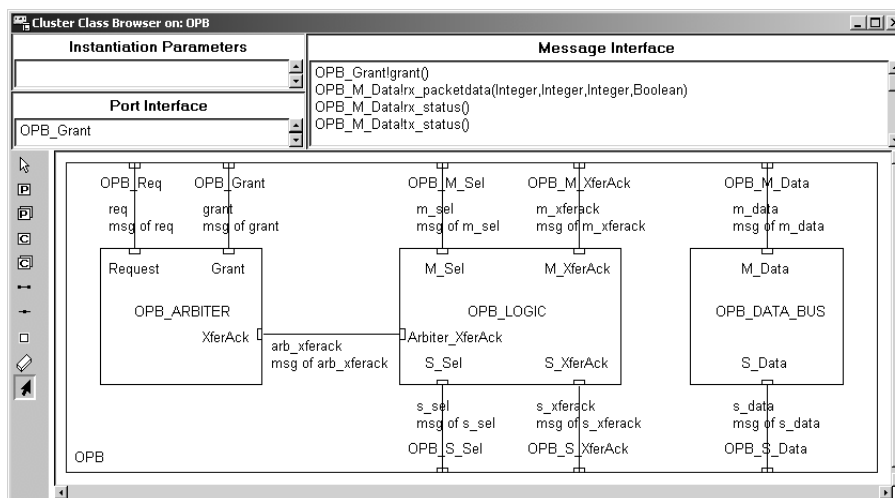 Cluster Class Browser on: OPB
Instantiation Parameters
Message Interface
OPB_Grant!grant()
OPB_M_Data!rx_packetdata(Integer,Integer,Integer,Boolean)
OPB_M_Data!rx_status()
OPB_M_Data!tx_status()
Port Interface
OPB_Grant
P
P
C
C
OPB_Req OPB_Grant OPB_M_Sel OPB_M_XferAck OPB_M_Data
req grant m_sel m_xferack m_data
msg of req msg of grant msg of m_sel msg of m_xferack msg of m_data
Request Grant M_Sel M_XferAck M_Data
OPB_ARBITER OPB_LOGIC OPB_DATA_BUS
XferAck Arbiter_XferAck
arb_xferack
msg of arb_xferack
S_Sel S_XferAck S_Data
s_sel s_xferack s_data
msg of s_sel msg of s_xferack msg of s_data
OPB_S_Sel OPB_S_XferAck OPB_S_Data
OPB